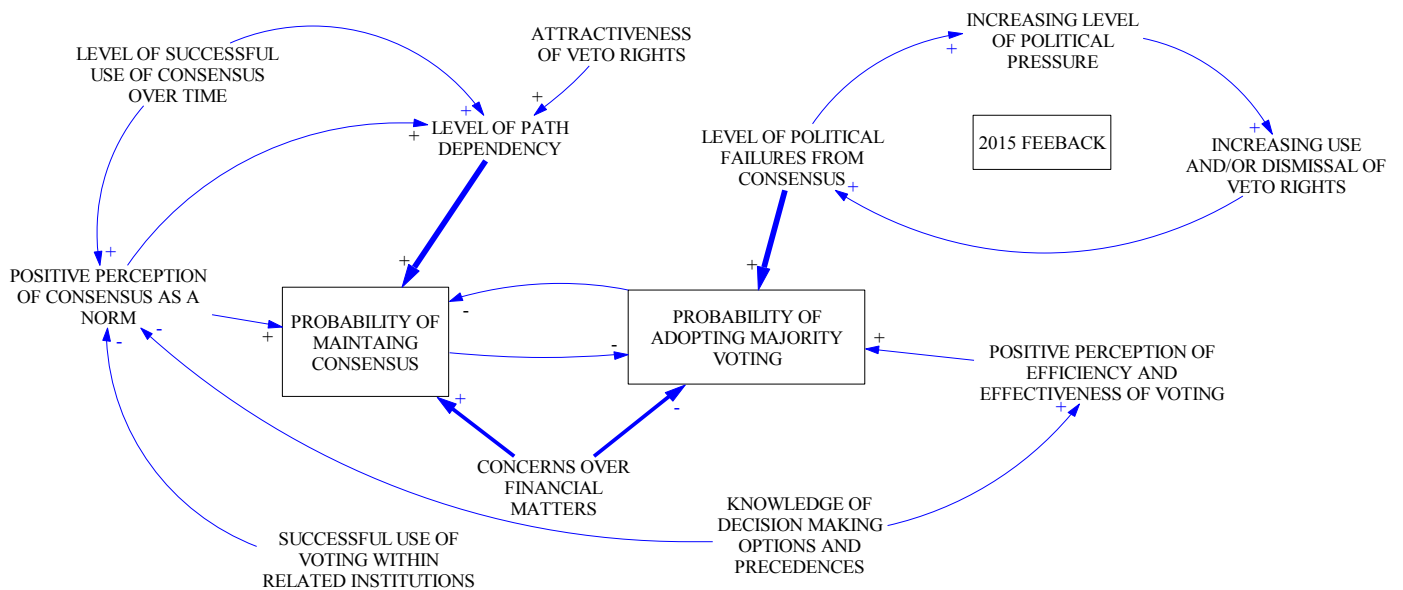 LEVEL OF SUCCESSFUL
USE OF CONSENSUS
OVER TIME
+
ATTRACTIVENESS
OF VETO RIGHTS
+
+
+
LEVEL OF PATH
DEPENDENCY
+
POSITIVE PERCEPTION
OF CONSENSUS AS A
NORM
-
-
+
PROBABILITY OF
MAINTAING
CONSENSUS
-
+
INCREASING LEVEL
OF POLITICAL
PRESSURE
+
LEVEL OF POLITICAL
FAILURES FROM
CONSENSUS
+
2015 FEEBACK
+
INCREASING USE
AND/OR DISMISSAL OF
VETO RIGHTS
+
PROBABILITY OF
ADOPTING MAJORITY
VOTING
-
-
+
POSITIVE PERCEPTION OF
EFFICIENCY AND
EFFECTIVENESS OF VOTING
+
CONCERNS OVER
FINANCIAL
MATTERS
KNOWLEDGE OF
DECISION MAKING
OPTIONS AND
PRECEDENCES
SUCCESSFUL USE OF
VOTING WITHIN
RELATED INSTITUTIONS